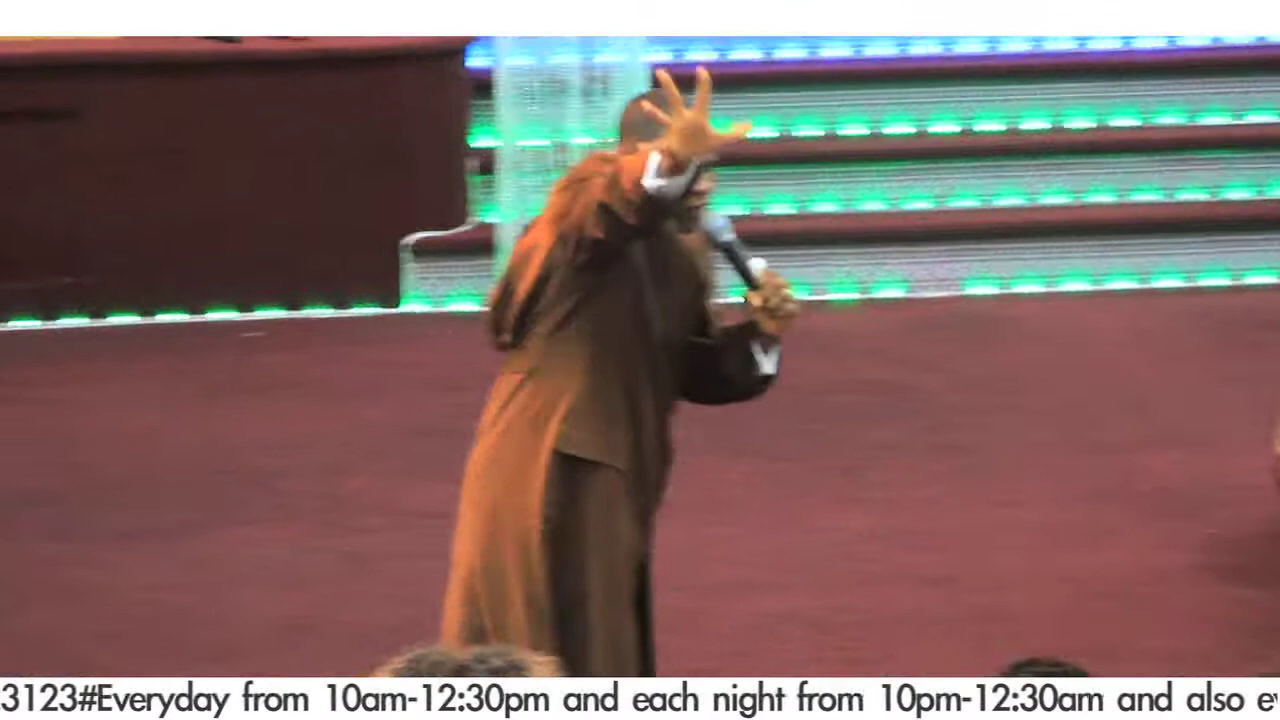 3123#Everyday from 10am-12:30pm and each night from 10pm-12:30am and also